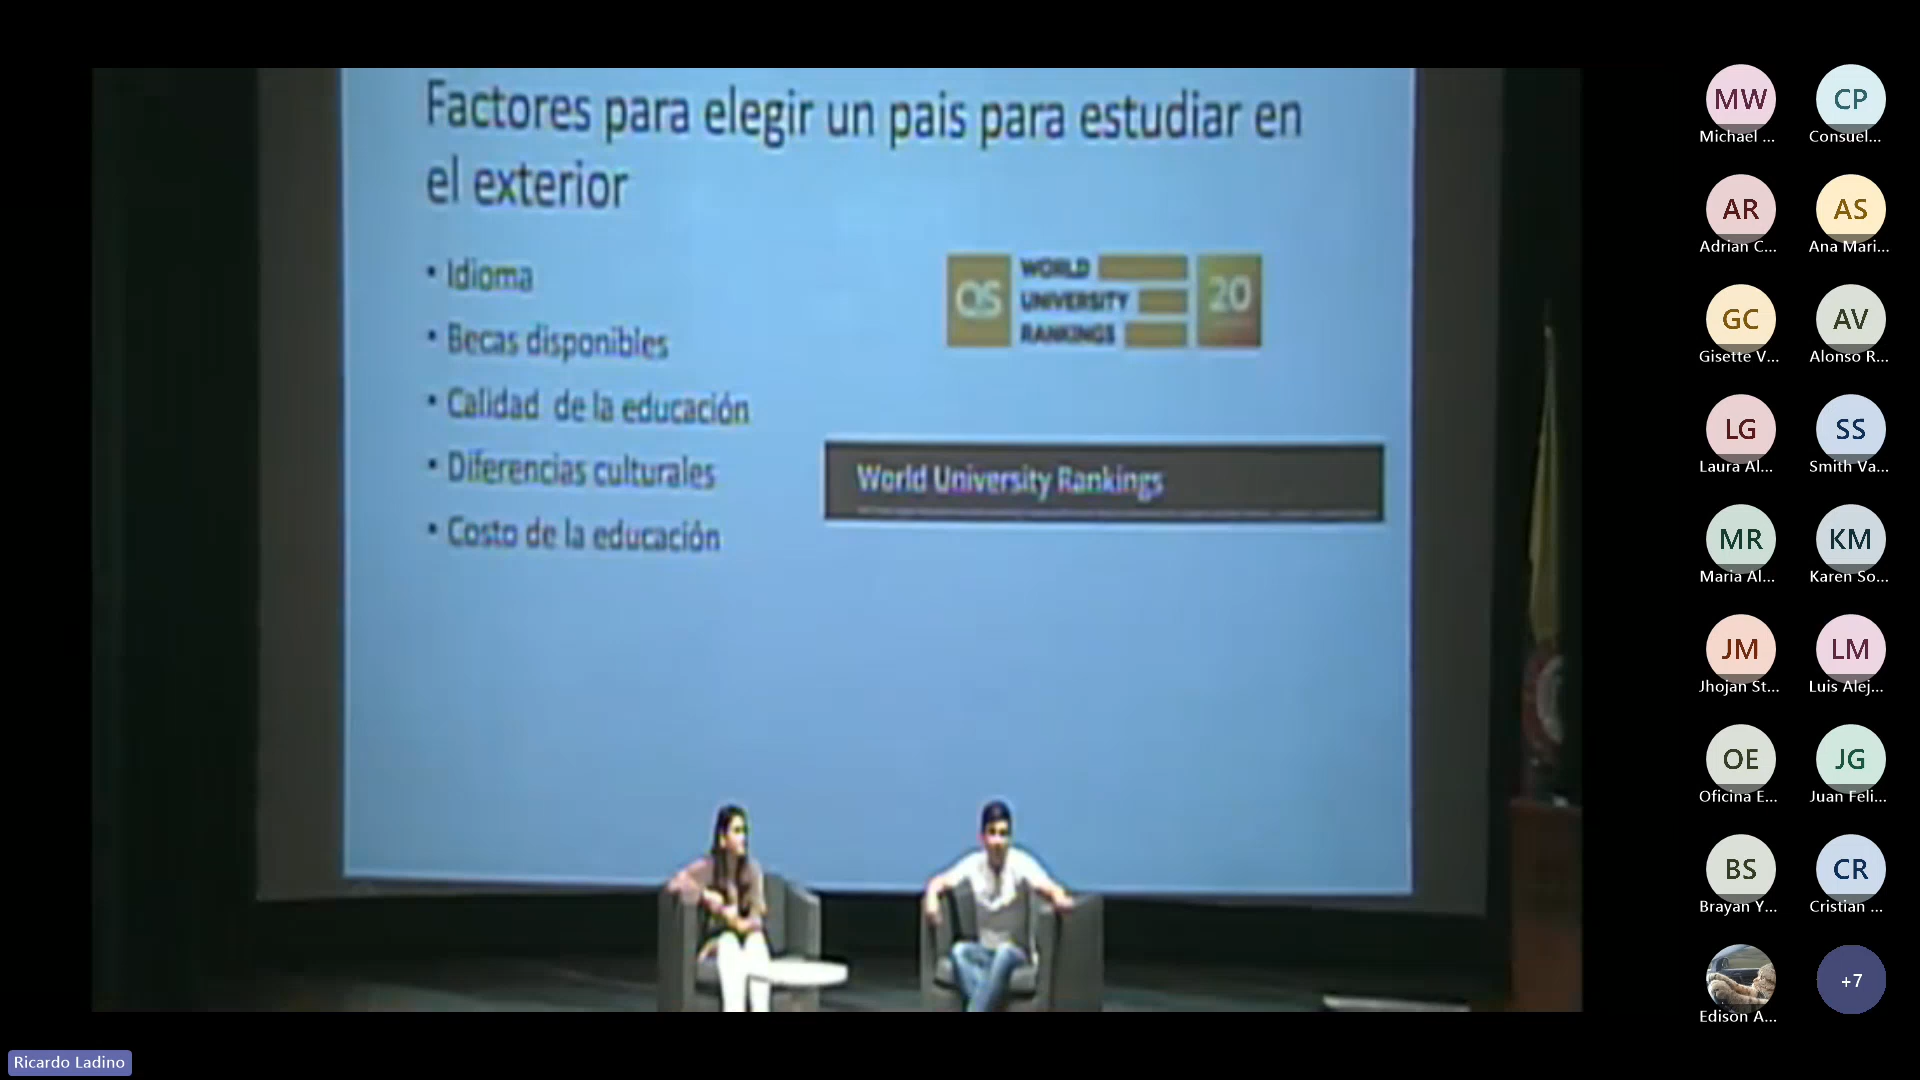 Factores para elegir un pais para estudiar en
el exterior
• Idioma
• Becas disponibles
• Calidad de la educación
• Diferencias culturales
• Costo de la educación
QS
WORLD
UNIVERSITY
RANKINGS
20
World University Rankings
MW
Michael ...
CP
Consuel...
AR
Adrian C...
AS
Ana Mari...
GC
Gisette V...
AV
Alonso R...
LG
Laura Al...
SS
Smith Va...
MR
Maria Al...
KM
Karen So...
JM
Jhojan St...
LM
Luis Alej...
OE
Oficina E...
JG
Juan Feli...
BS
Brayan Y...
CR
Cristian ...
Edison A...
+7
Ricardo Ladino